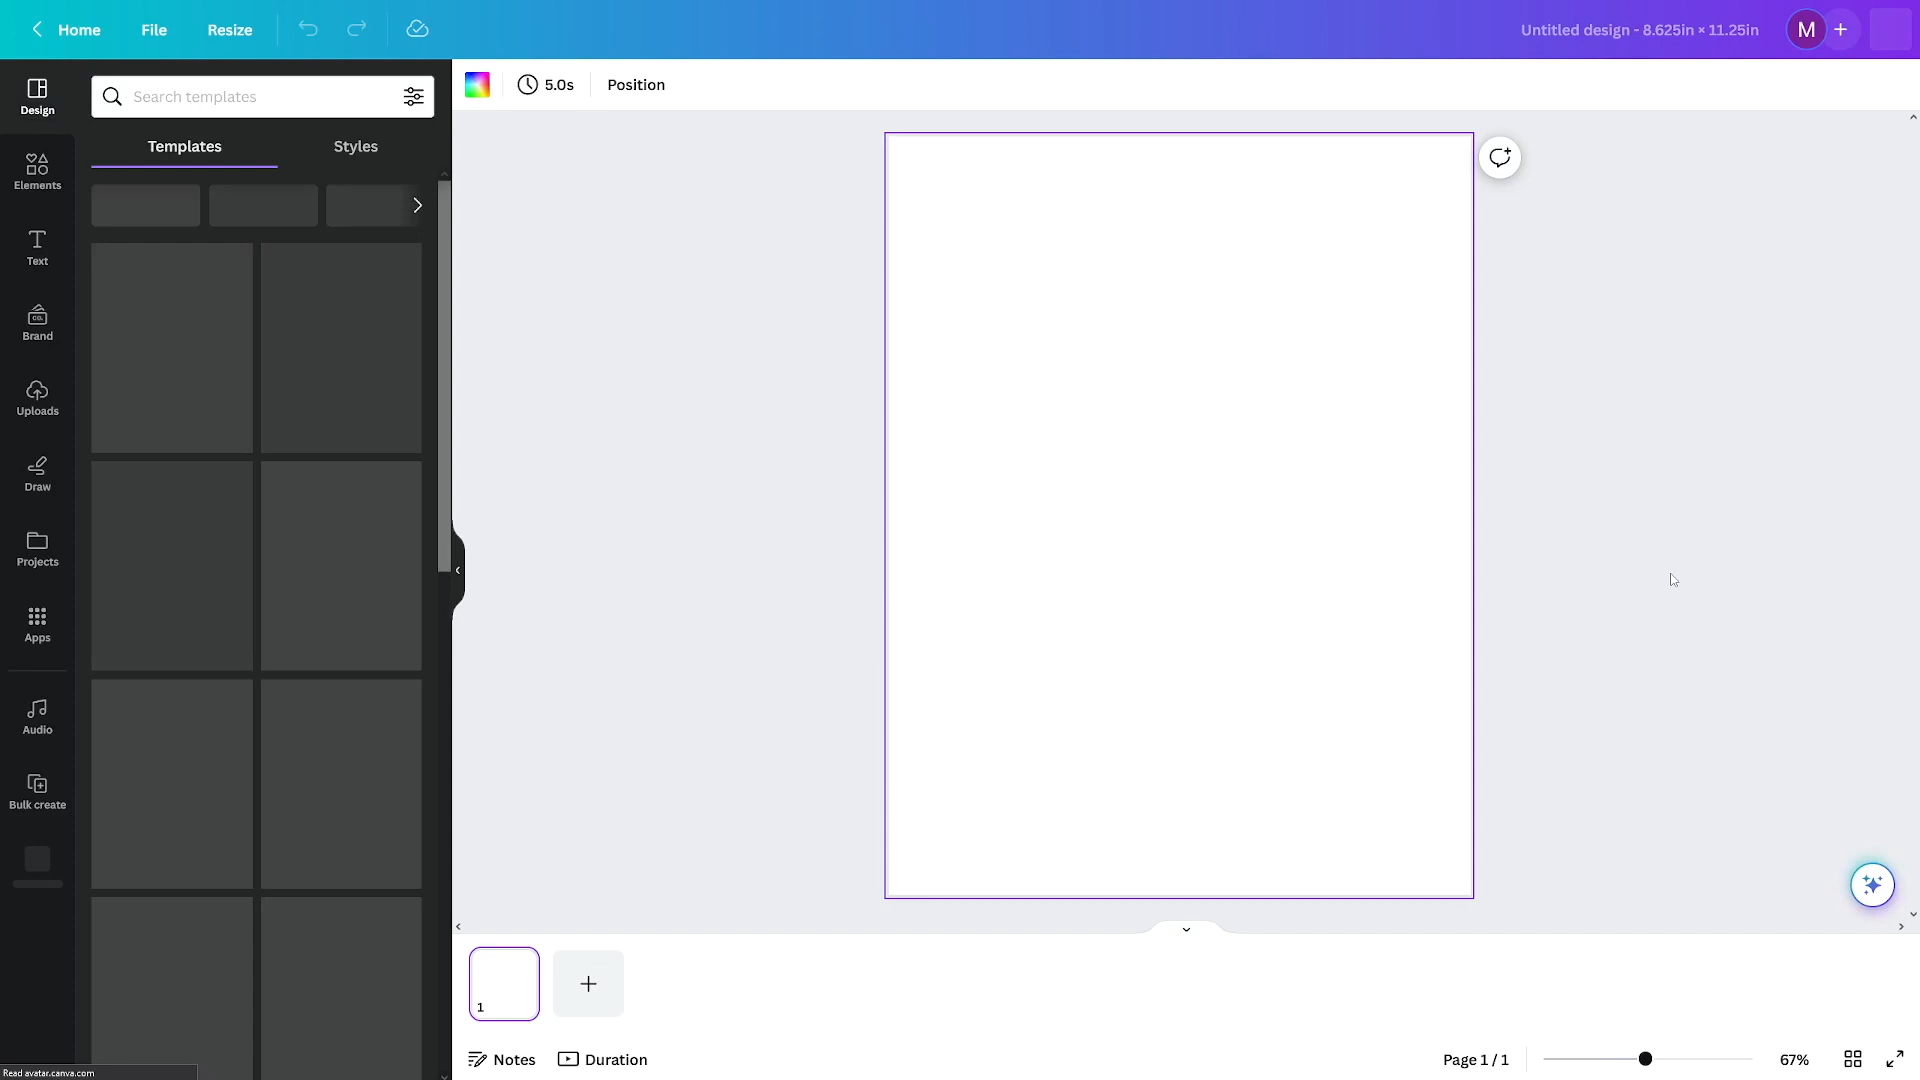 Home
File
Resize
Untitled design - 8.625in × 11.25in
M
Design
Elements
Text
CO.
Brand
Uploads
Draw
Projects
Apps
Audio
Bulk create
Search templates
Templates
Styles
5.0s
Position
1
Notes
Duration
Page 1 / 1
67%
Read avatar.canva.com